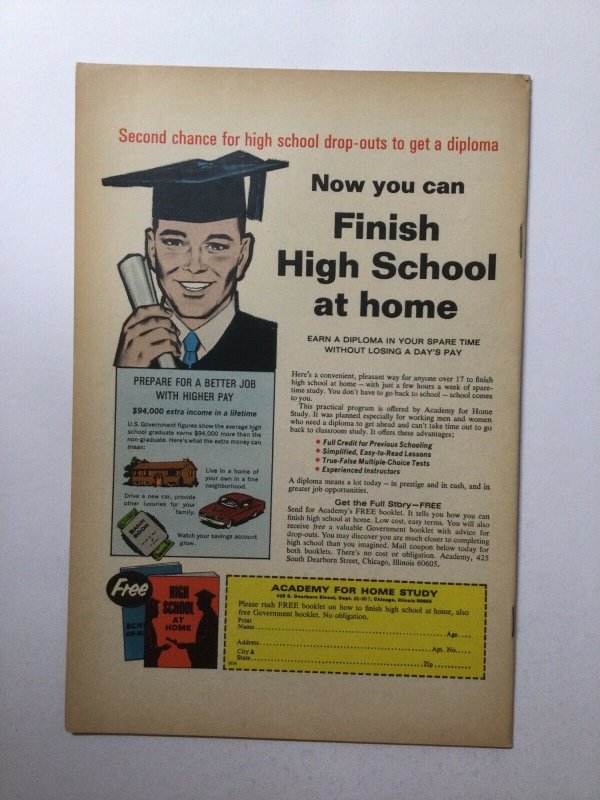 Second chance for high school drop-outs to get a diploma
Now you can
Finish
High School
at home
EARN A DIPLOMA IN YOUR SPARE TIME
WITHOUT LOSING A DAY'S PAY
Here's a convenient, pleasant way for anyone over 17 to finish
high school at home—with just a few hours a week of spare-
time study. You don't have to go back to school—school comes
to you.
This practical program is offered by Academy for Home
Study. It was planned especially for working men and women
who need a diploma to get ahead and can't take time out to go
back to classroom study. It offers these advantages:
* Full Credit for Previous Schooling
* Simplified, Easy-to-Read Lessons
* True-False Multiple-Choice Tests
* Experienced Instructors
A diploma means a lot today—in prestige and in cash, and in
greater job opportunities.
Get the Full Story—FREE
Send for Academy's FREE booklet. It tells you how you can
finish high school at home. Low cost, easy terms. You will also
receive free a valuable Government booklet with advice for
drop-outs. You may discover you are much closer to completing
high school than you imagined. Mail coupon below today for
both booklets. There's no cost or obligation. Academy, 425
South Dearborn Street, Chicago, Illinois 60605.
PREPARE FOR A BETTER JOB
WITH HIGHER PAY
$94,000 extra income in a lifetime
U.S. Government figures show the average high
school graduate earns $94,000 more than the
non-graduate. Here's what the extra money can
mean:
Live in a home of
your own in a fine
neighborhood.
Drive a new car, provide
other luxuries for your
family.
BANK
BOOK
Watch your savings account
grow.
Free
HIGH
SCHOOL
AT
HOME
ACADEMY FOR HOME STUDY
Chicago, Illinois 60605
Please rush FREE booklet on how to finish high school at home, also
free Government booklet. No obligation.
Print
Name Age
Address Apt. No.
City &
State Zip